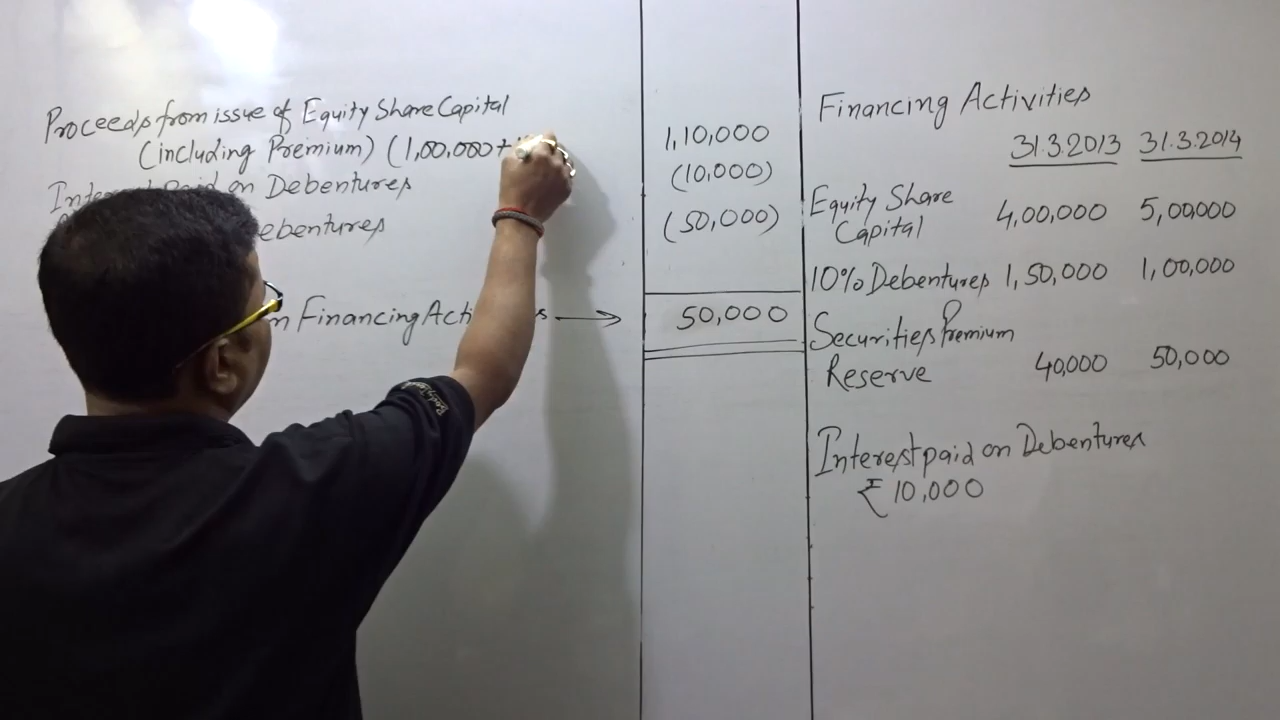 Proceeds from issue of Equity Share Capital
(including Premium) (1,00,000+
1,10,000
Interest Paid on Debentures
(10,000)
ebentures
(50,000)
m Financing Acti s →
50,000
Financing Activities
31.3.2013 31.3.2014
Equity Share
Capital 4,00,000 5,00,000
10% Debentures 1,50,000 1,00,000
Securities Premium
Reserve 40,000 50,000
Interest paid on Debentures
₹ 10,000